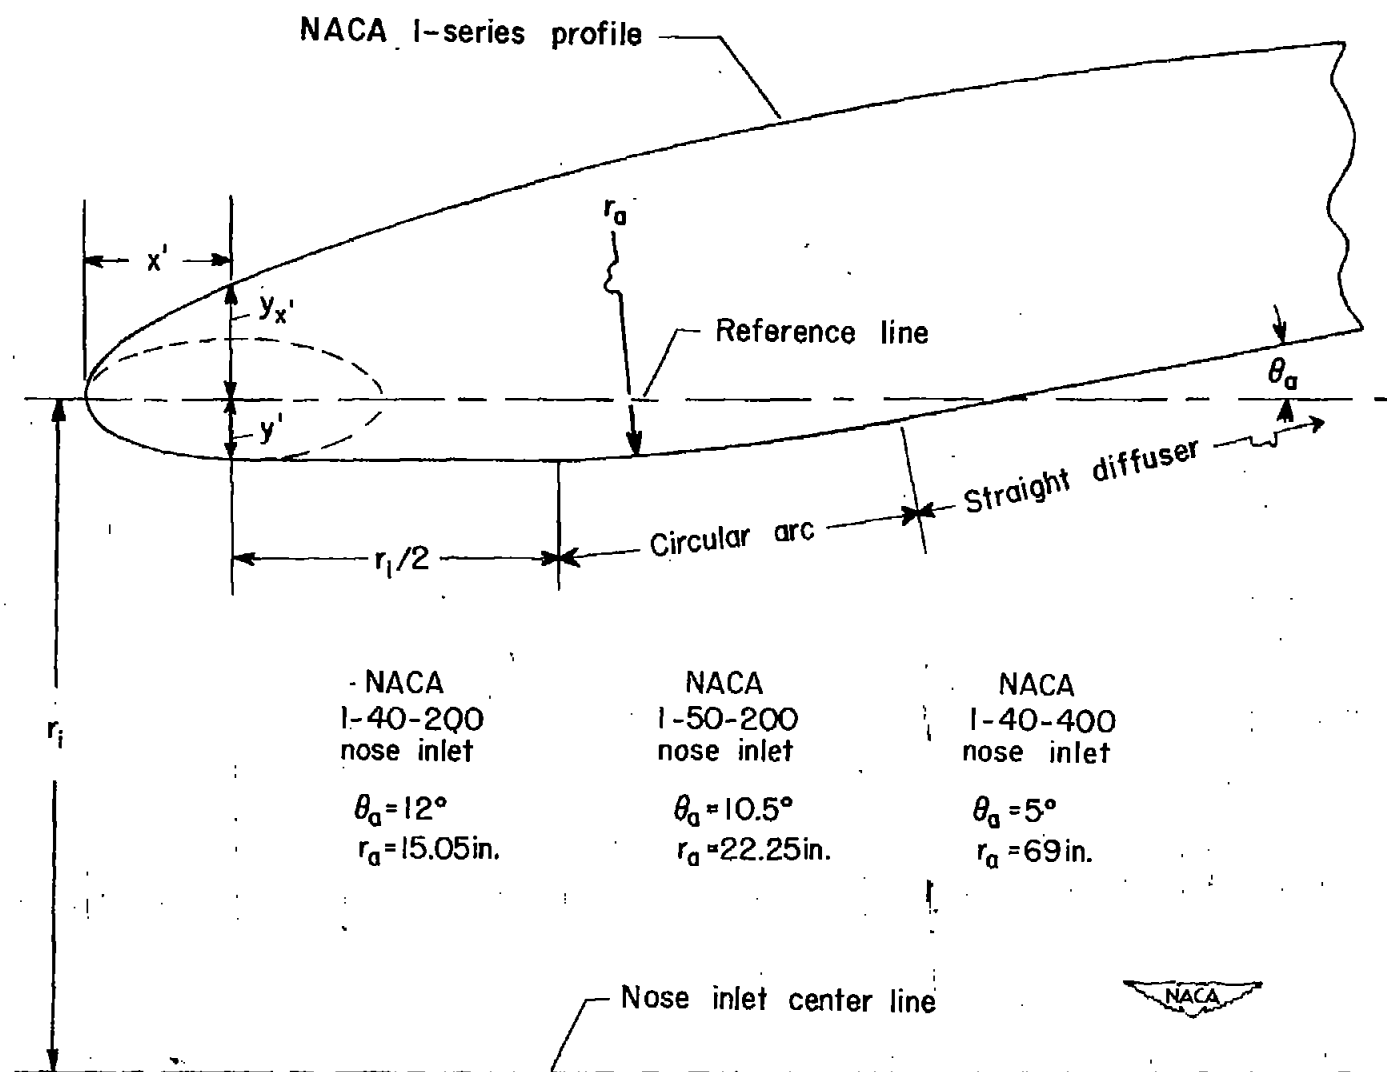 NACA 1-series profile
r_a
x'
y_x'
Reference line
θ_a
y'
Straight diffuser
Circular arc
r_i/2
r_i
NACA NACA NACA
1-40-200 1-50-200 1-40-400
nose inlet nose inlet nose inlet
θ_a=12° θ_a=10.5° θ_a=5°
r_a=15.05in. r_a=22.25in. r_a=69in.
Nose inlet center line
NACA